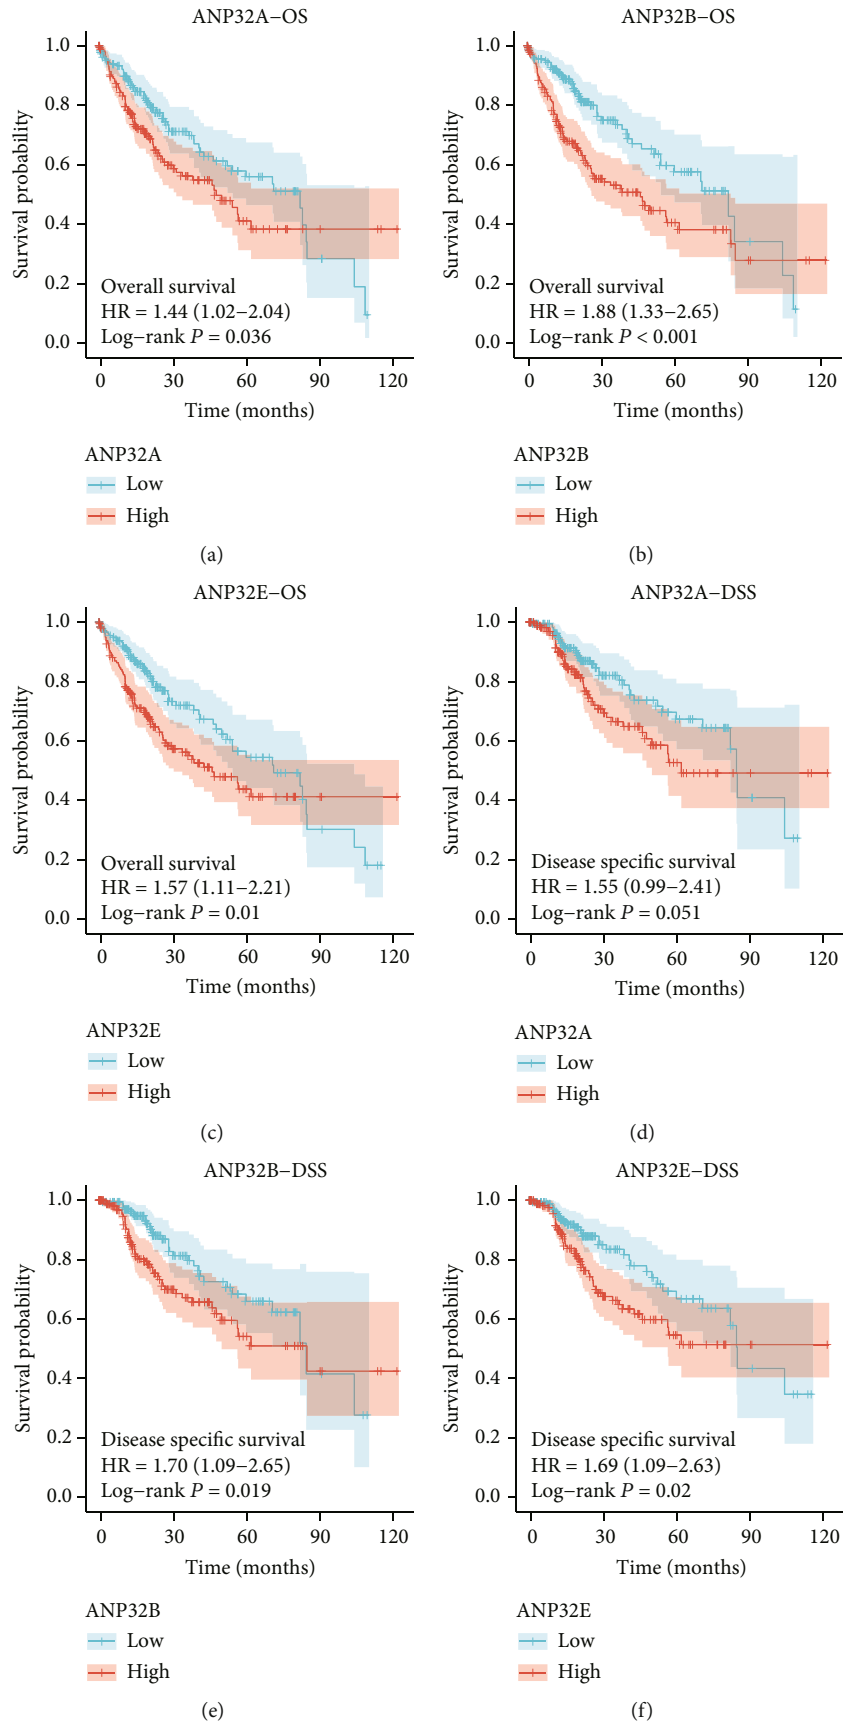 ANP32A−OS
Survival probability
1.0
0.8
0.6
0.4
0.2
0.0
Overall survival
HR = 1.44 (1.02−2.04)
Log−rank P = 0.036
0 30 60 90 120
Time (months)
ANP32A
Low
High
(a)
ANP32B−OS
Survival probability
1.0
0.8
0.6
0.4
0.2
0.0
Overall survival
HR = 1.88 (1.33−2.65)
Log−rank P < 0.001
0 30 60 90 120
Time (months)
ANP32B
Low
High
(b)
ANP32E−OS
Survival probability
1.0
0.8
0.6
0.4
0.2
0.0
Overall survival
HR = 1.57 (1.11−2.21)
Log−rank P = 0.01
0 30 60 90 120
Time (months)
ANP32E
Low
High
(c)
ANP32A−DSS
Survival probability
1.0
0.8
0.6
0.4
0.2
0.0
Disease specific survival
HR = 1.55 (0.99−2.41)
Log−rank P = 0.051
0 30 60 90 120
Time (months)
ANP32A
Low
High
(d)
ANP32B−DSS
Survival probability
1.0
0.8
0.6
0.4
0.2
0.0
Disease specific survival
HR = 1.70 (1.09−2.65)
Log−rank P = 0.019
0 30 60 90 120
Time (months)
ANP32B
Low
High
(e)
ANP32E−DSS
Survival probability
1.0
0.8
0.6
0.4
0.2
0.0
Disease specific survival
HR = 1.69 (1.09−2.63)
Log−rank P = 0.02
0 30 60 90 120
Time (months)
ANP32E
Low
High
(f)